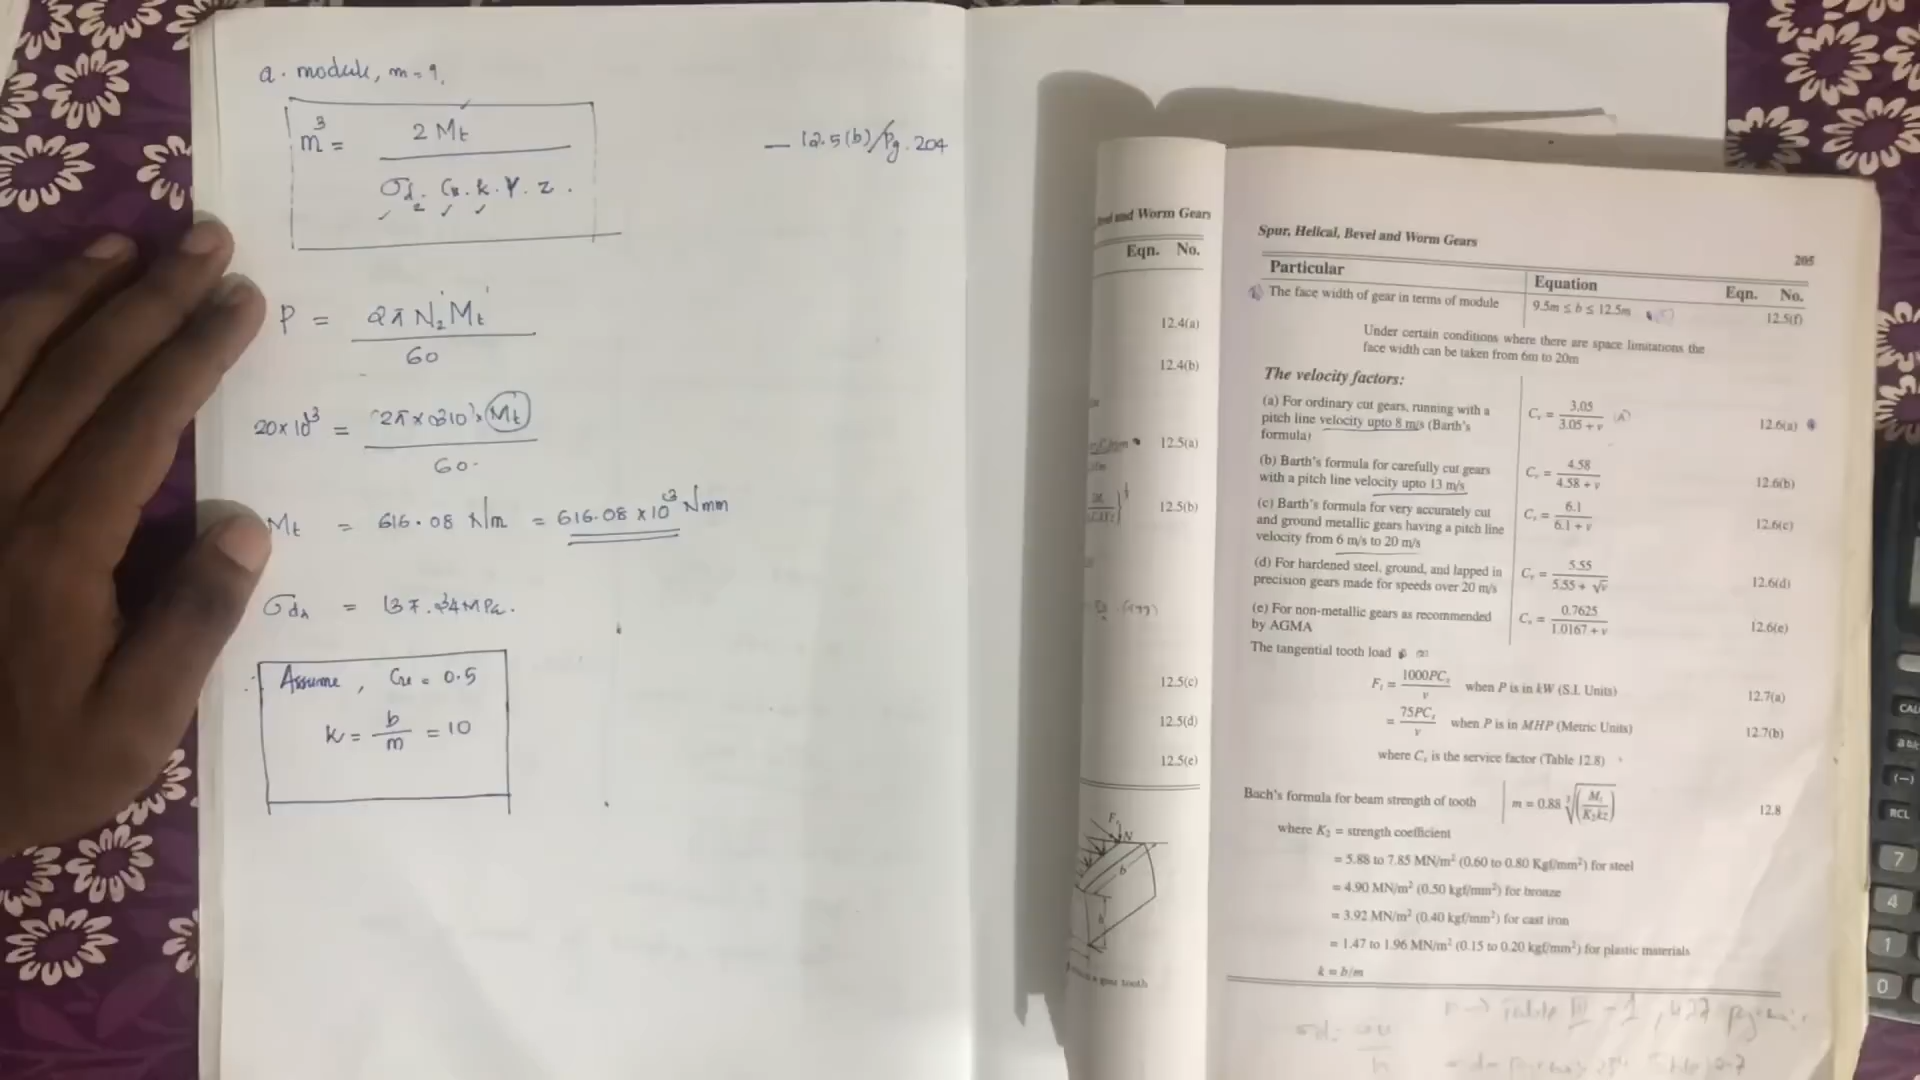 a. module, m = ?.
m³ = 2 Mt
σd₂ . Cv . k . Y . z .
— 12.5(b)/Pg. 204
P = 2π N₂ Mt
60
20 x 10³ = 2π x 310 x Mt
60.
Mt = 616.08 Nm = 616.08 x 10³ Nmm
= 137.34 MPa.
∴ Assume, Cv = 0.5
k = b/m = 10
and Worm Gears
Eqn. No.
12.4(a)
12.4(b)
12.5(a)
12.5(b)
12.5(c)
12.5(d)
12.5(e)
F
N
b
gear tooth
Spur, Helical, Bevel and Worm Gears
205
Particular Equation Eqn. No.
The face width of gear in terms of module 9.5m ≤ b ≤ 12.5m 12.5(f)
Under certain conditions where there are space limitations the
face width can be taken from 6m to 20m
The velocity factors:
(a) For ordinary cut gears, running with a
pitch line velocity upto 8 m/s (Barth's
formula)
Cv = 3.05 / 3.05 + v 12.6(a)
(b) Barth's formula for carefully cut gears
with a pitch line velocity upto 13 m/s
Cv = 4.58 / 4.58 + v 12.6(b)
(c) Barth's formula for very accurately cut
and ground metallic gears having a pitch line
velocity from 6 m/s to 20 m/s
Cv = 6.1 / 6.1 + v 12.6(c)
(d) For hardened steel, ground, and lapped in
precision gears made for speeds over 20 m/s
Cv = 5.55 / 5.55 + √v 12.6(d)
(e) For non-metallic gears as recommended
by AGMA
Cv = 0.7625 / 1.0167 + v 12.6(e)
The tangential tooth load
Ft = 1000PCs / v when P is in kW (S.I. Units) 12.7(a)
= 75PCs / v when P is in MHP (Metric Units) 12.7(b)
where Cs is the service factor (Table 12.8)
Bach's formula for beam strength of tooth m = 0.88 ∛(Mt / K₂kz) 12.8
where K₂ = strength coefficient
= 5.88 to 7.85 MN/m² (0.60 to 0.80 Kgf/mm²) for steel
= 4.90 MN/m² (0.50 kgf/mm²) for bronze
= 3.92 MN/m² (0.40 kgf/mm²) for cast iron
= 1.47 to 1.96 MN/m² (0.15 to 0.20 kgf/mm²) for plastic materials
k = b/m
CAL
(−)
RCL
7
4
1
0